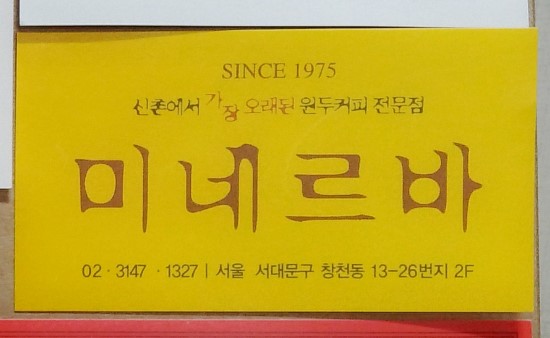 SINCE 1975
신촌에서 가장 오래된 원두커피 전문점
미네르바
02 · 3147 · 1327 | 서울 서대문구 창천동 13-26번지 2F